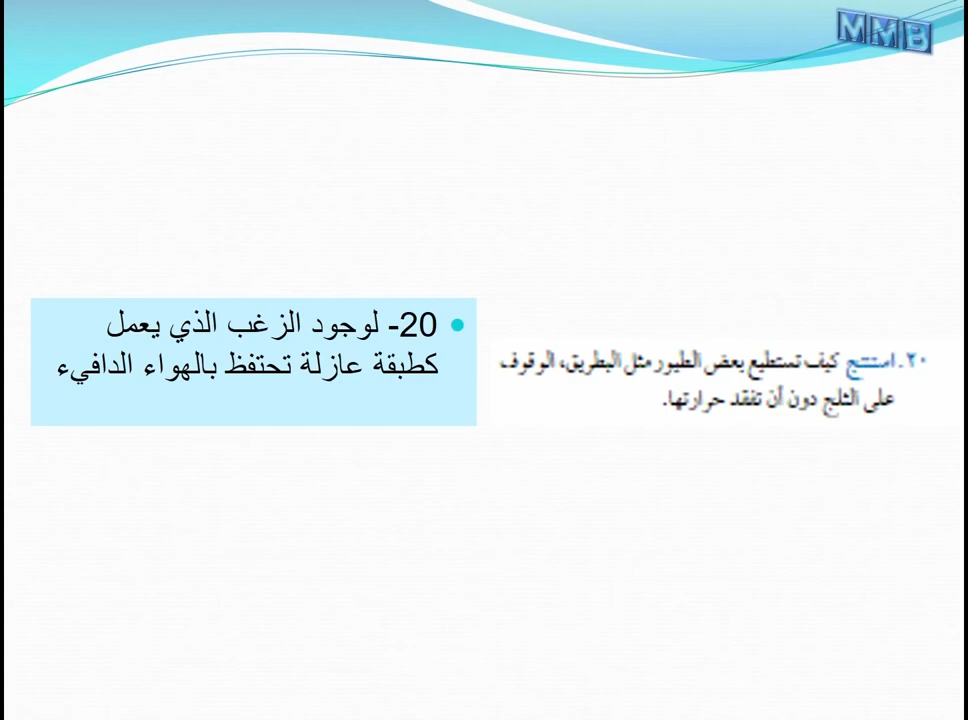 MMB
٢٠. استنتج كيف تستطيع بعض الطيور مثل البطريق، الوقوف
على الثلج دون أن تفقد حرارتها.
• 20- لوجود الزغب الذي يعمل
كطبقة عازلة تحتفظ بالهواء الدافيء